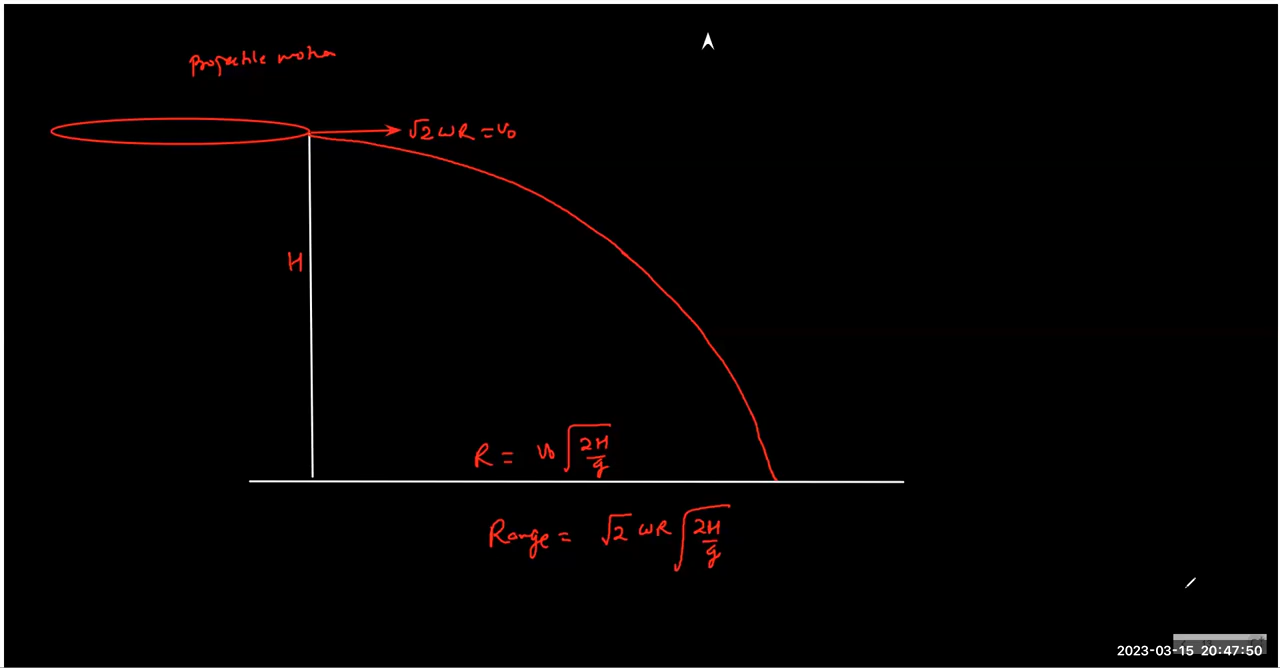 projectile motion
√2 ωR = v₀
H
R = v₀ √(2H/g)
Range = √2 ωR √(2H/g)
2023-03-15 20:47:50